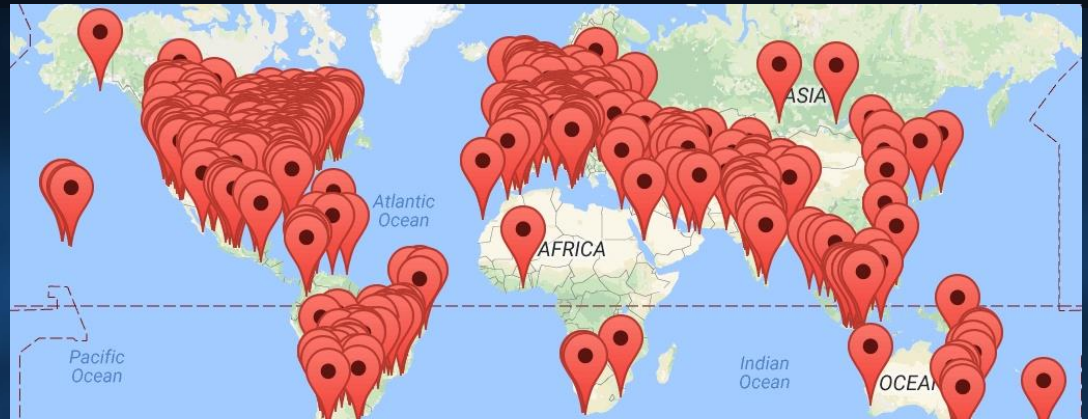 ASIA
Atlantic
Ocean
AFRICA
Pacific
Ocean
Indian
Ocean